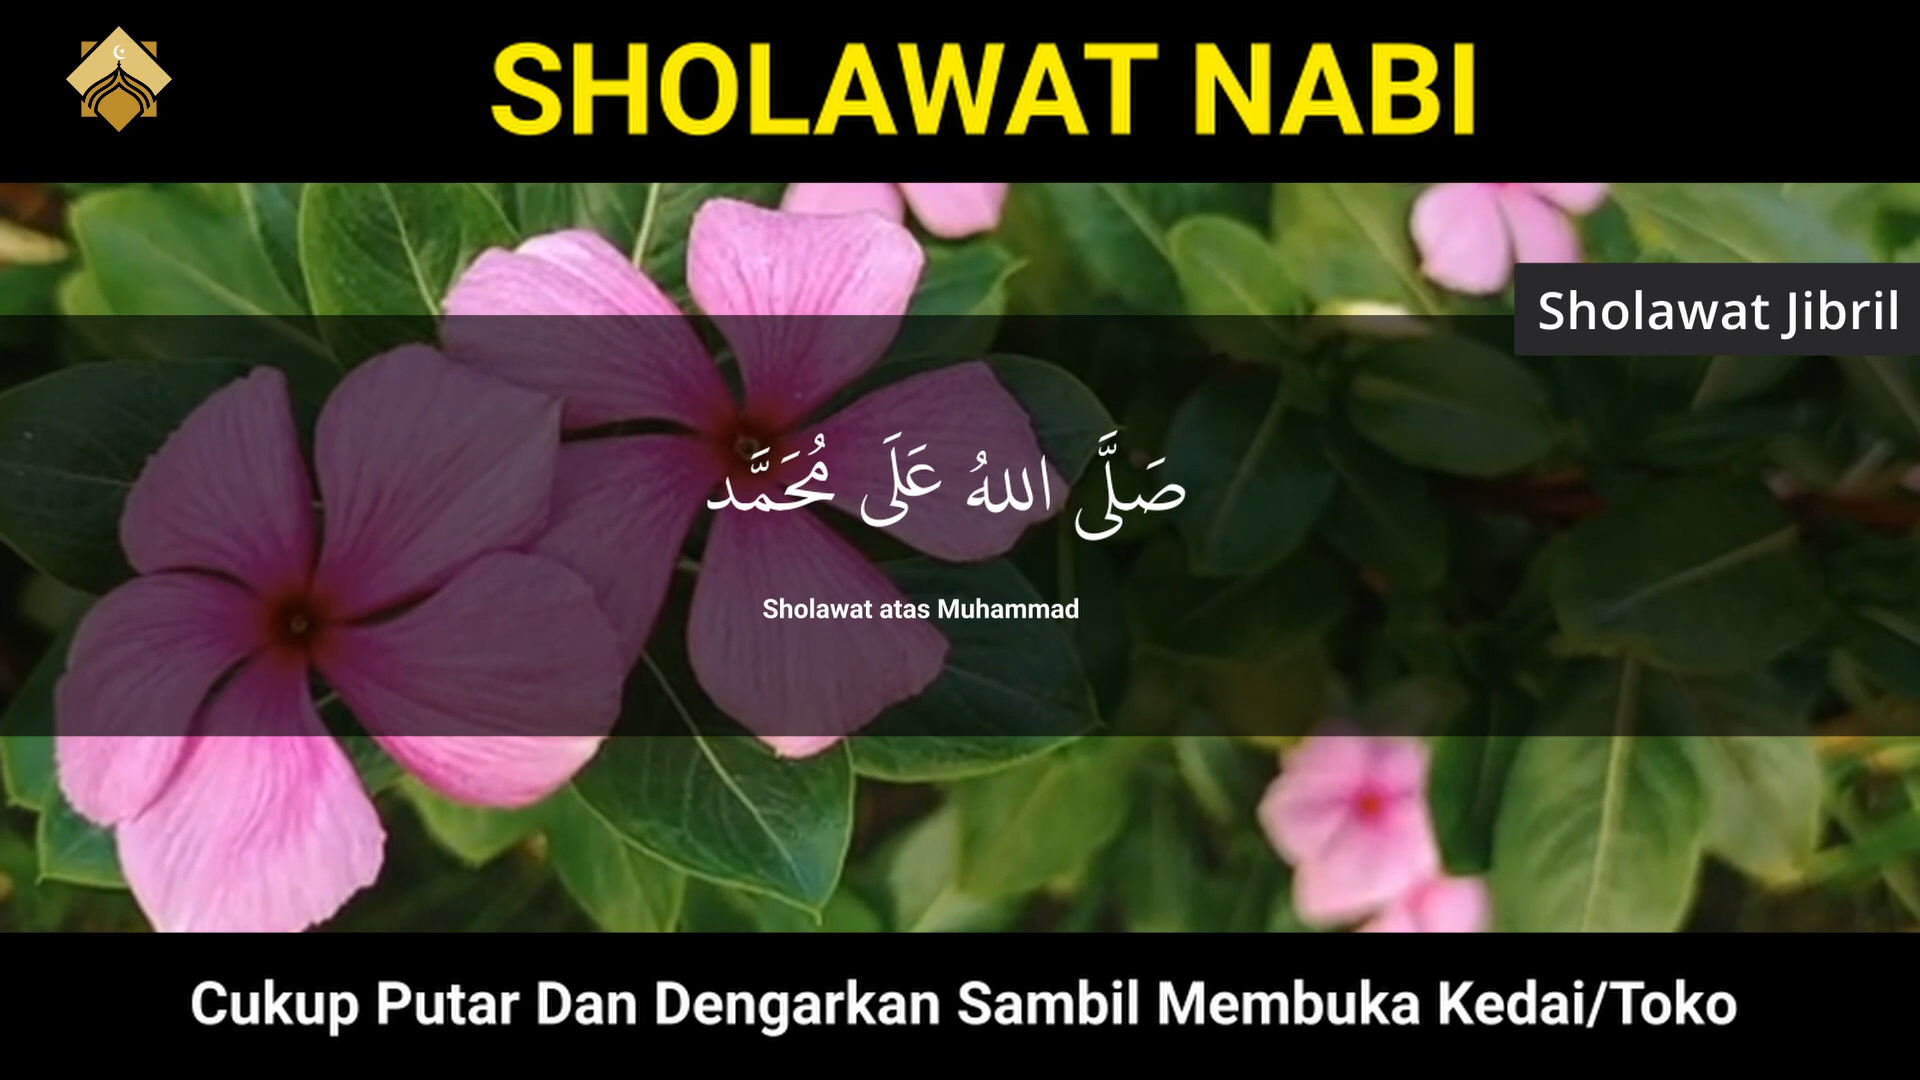 SHOLAWAT NABI
Sholawat Jibril
صَلَّى اللهُ عَلَى مُحَمَّد
Sholawat atas Muhammad
Cukup Putar Dan Dengarkan Sambil Membuka Kedai/Toko